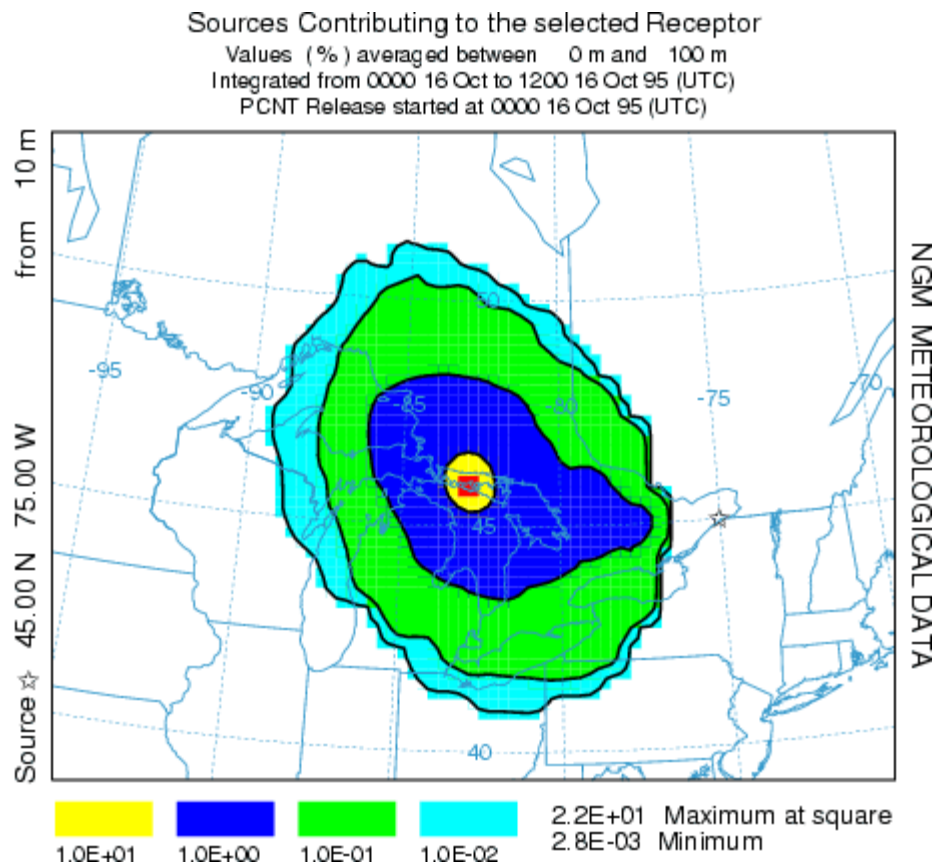 Sources Contributing to the selected Receptor
Values ( % ) averaged between 0 m and 100 m
Integrated from 0000 16 Oct to 1200 16 Oct 95 (UTC)
PCNT Release started at 0000 16 Oct 95 (UTC)
Source ☆ 45.00 N 75.00 W from 10 m
NGM METEOROLOGICAL DATA
50
-95
-90
-85
-80
-75
-70
45
40
1.0E+01 1.0E+00 1.0E-01 1.0E-02
2.2E+01 Maximum at square
2.8E-03 Minimum